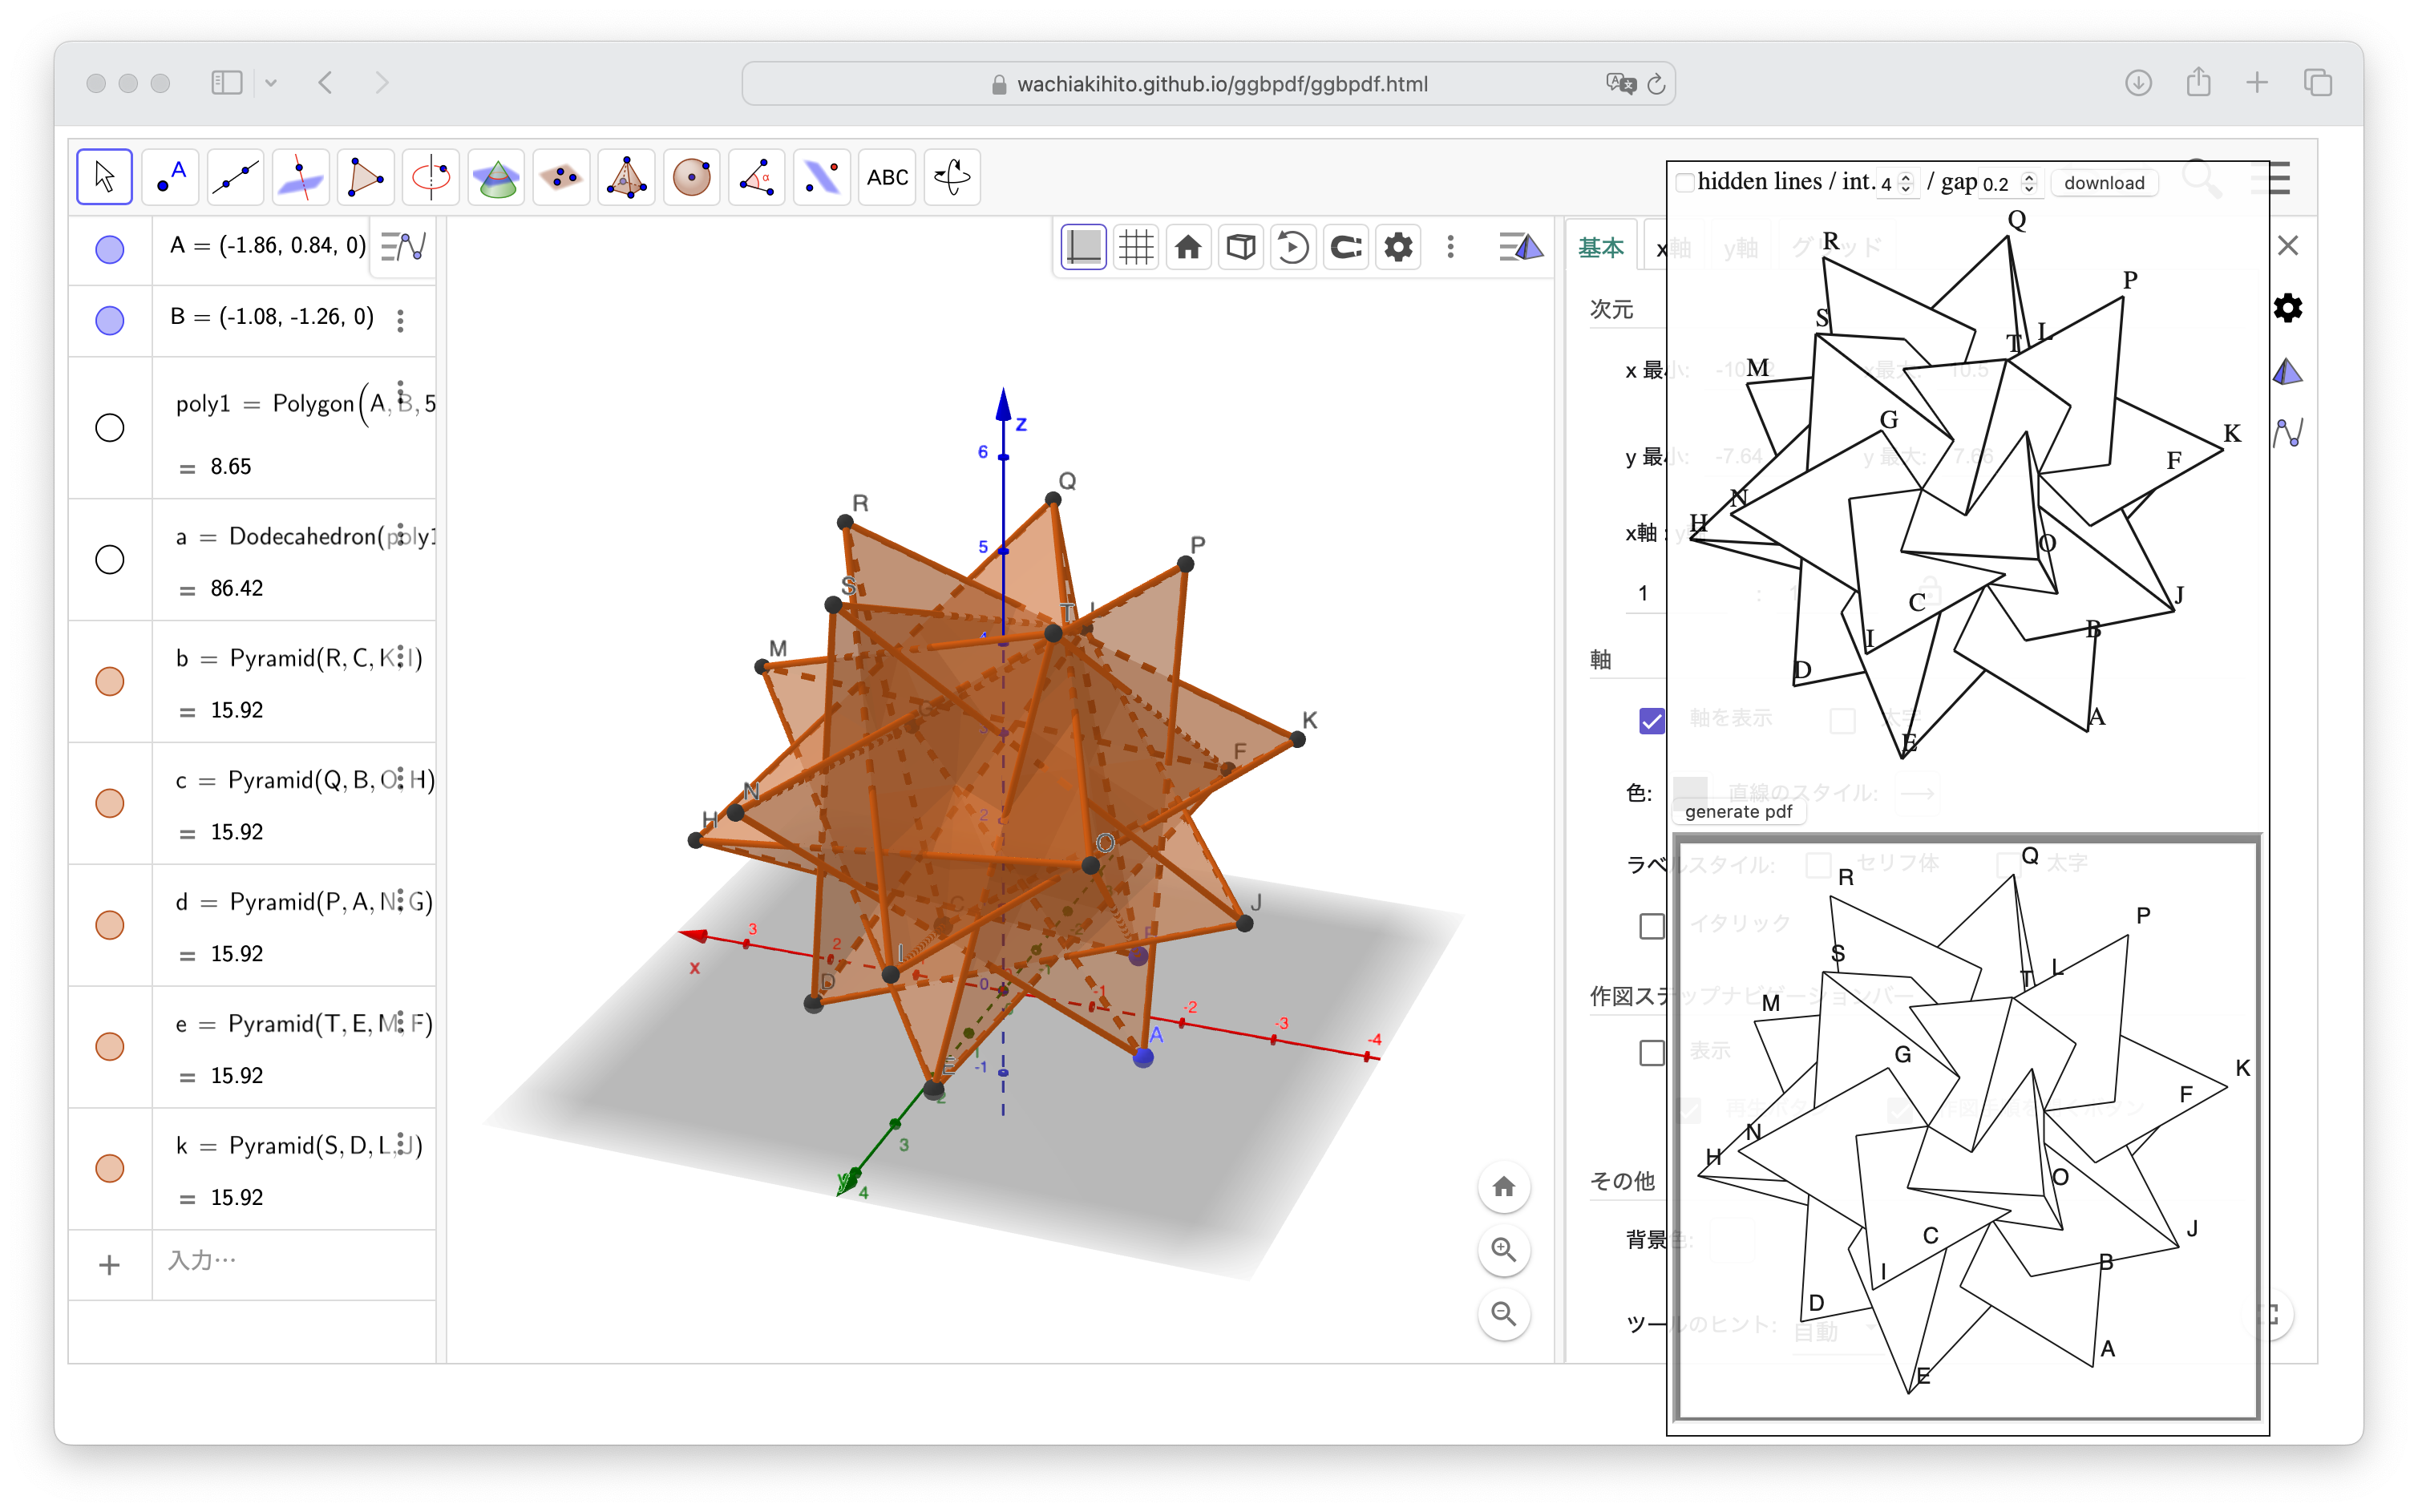 wachiakihito.github.io/ggbpdf/ggbpdf.html
A
α
ABC
A = (-1.86, 0.84, 0)
B = (-1.08, -1.26, 0)
poly1 = Polygon(A, B, 5
= 8.65
a = Dodecahedron(poly1
= 86.42
b = Pyramid(R, C, K, I)
= 15.92
c = Pyramid(Q, B, O, H)
= 15.92
d = Pyramid(P, A, N, G)
= 15.92
e = Pyramid(T, E, M, F)
= 15.92
k = Pyramid(S, D, L, J)
= 15.92
+ 入力…
z
6
Q
R
5
P
S
T L
4
M
G
3
K
F
N
2
H
O
C
J
3
2
x
I
B
-2
-1
D
0
-1
-2
-3
-4
A
E
-1
2
3
y
4
hidden lines / int. 4 / gap 0.2 download
基本 x軸 y軸 グリッド
次元
x 最小: -10.2 x最大: 10.5
y 最小: -7.64 y 最大: 7.66
x軸 : y
1 : 1
軸
軸を表示 太字
色: 直線のスタイル:
generate pdf
ラベルスタイル: セリフ体 太字
イタリック
作図ステップナビゲーションバー
表示
その他
背景色:
ツールのヒント: 自動
Q
R
P
S
T L
M
G
K
F
N
H
O
C
J
I
B
D
A
E
Q
R
P
S
T L
M
G
K
F
N
H
O
C
J
I
B
D
A
E